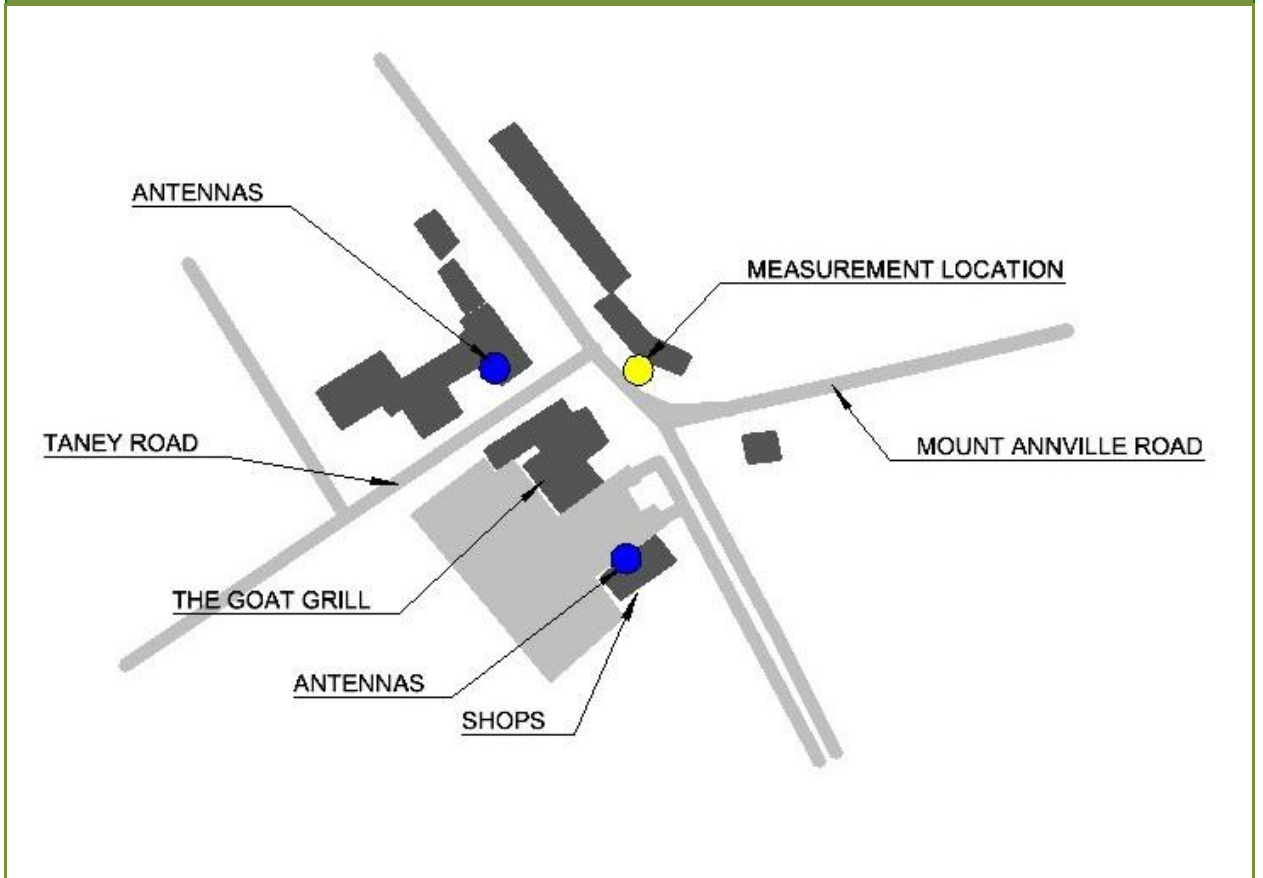 ANTENNAS
MEASUREMENT LOCATION
TANEY ROAD
MOUNT ANNVILLE ROAD
THE GOAT GRILL
ANTENNAS
SHOPS